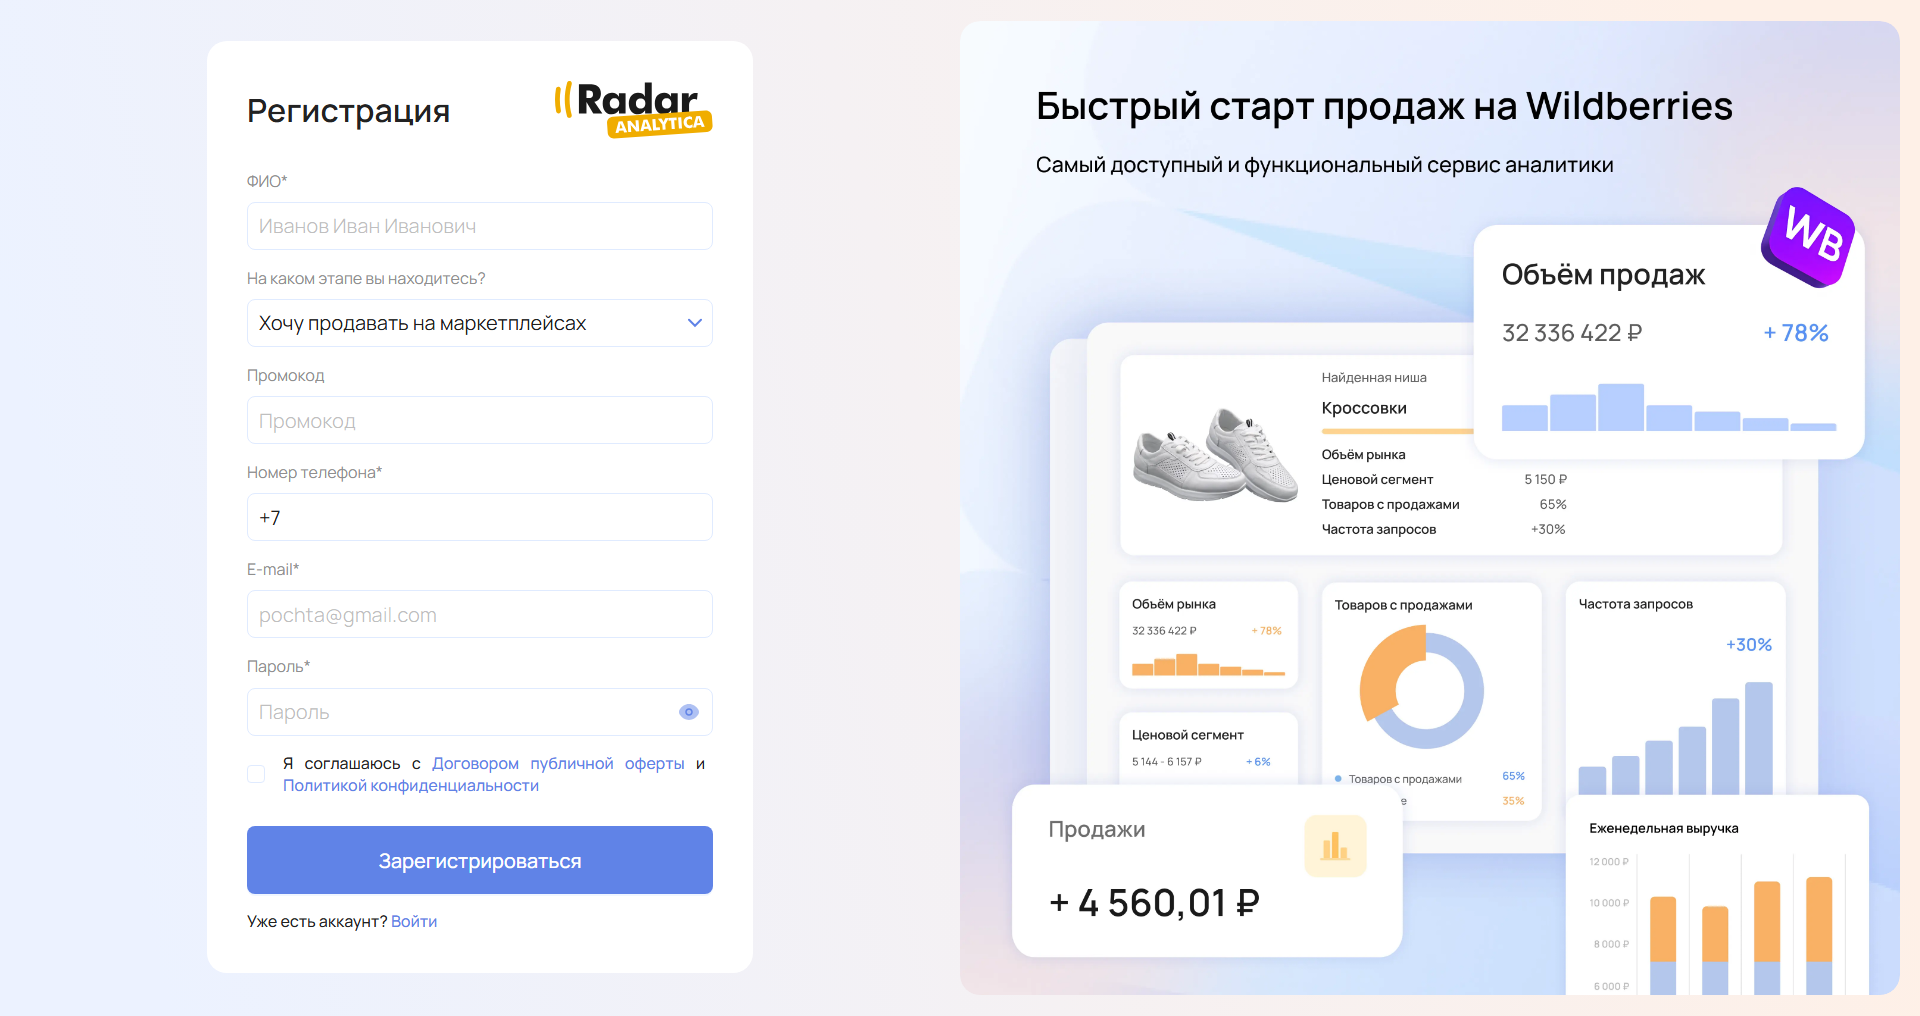 Регистрация
Radar
ANALYTICA
ФИО*
Иванов Иван Иванович
На каком этапе вы находитесь?
Хочу продавать на маркетплейсах
Промокод
Промокод
Номер телефона*
+7
E-mail*
pochta@gmail.com
Пароль*
Пароль
Я соглашаюсь с Договором публичной оферты и
Политикой конфиденциальности
Зарегистрироваться
Уже есть аккаунт? Войти
Быстрый старт продаж на Wildberries
Самый доступный и функциональный сервис аналитики
WB
Объём продаж
32 336 422 ₽ + 78%
Найденная ниша
Кроссовки
Объём рынка
Ценовой сегмент 5 150 ₽
Товаров с продажами 65%
Частота запросов +30%
Объём рынка
32 336 422 ₽ + 78%
Ценовой сегмент
5 144 - 6 157 ₽ + 6%
Товаров с продажами
Товаров с продажами 65%
е 35%
Частота запросов
+30%
Продажи
+ 4 560,01 ₽
Еженедельная выручка
12 000 ₽
10 000 ₽
8 000 ₽
6 000 ₽